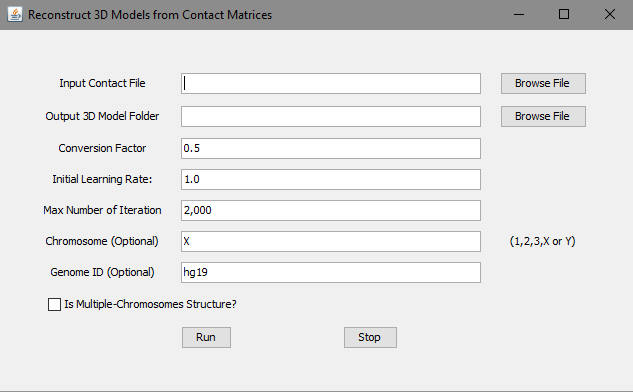 Reconstruct 3D Models from Contact Matrices
Input Contact File Browse File
Output 3D Model Folder Browse File
Conversion Factor 0.5
Initial Learning Rate: 1.0
Max Number of Iteration 2,000
Chromosome (Optional) X (1,2,3,X or Y)
Genome ID (Optional) hg19
Is Multiple-Chromosomes Structure?
Run Stop